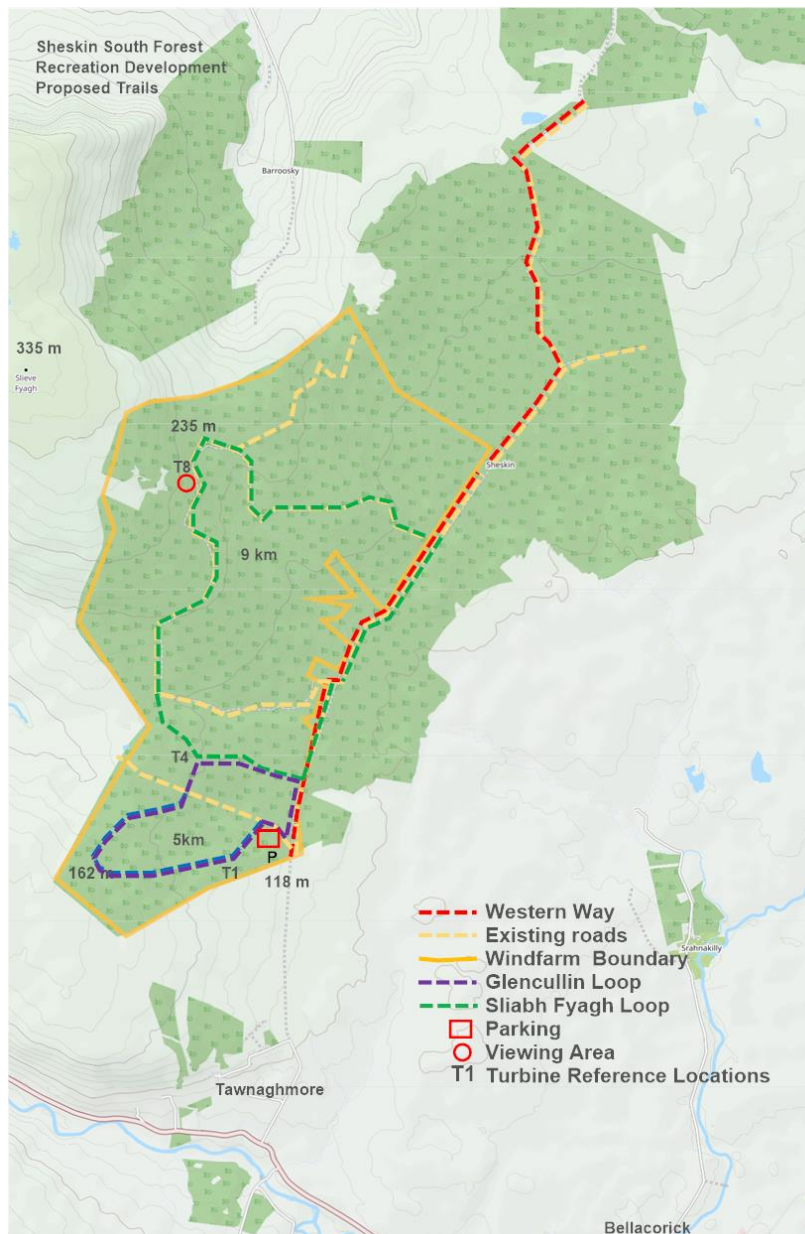 Sheskin South Forest
Recreation Development
Proposed Trails
Barroosky
335 m
Slieve
Fyagh
235 m
T8
Sheskin
9 km
T4
5km
P
162 m
T1
118 m
Western Way
Existing roads
Windfarm Boundary
Glencullin Loop
Sliabh Fyagh Loop
Parking
Viewing Area
T1 Turbine Reference Locations
Srahnakilly
Tawnaghmore
Bellacorick